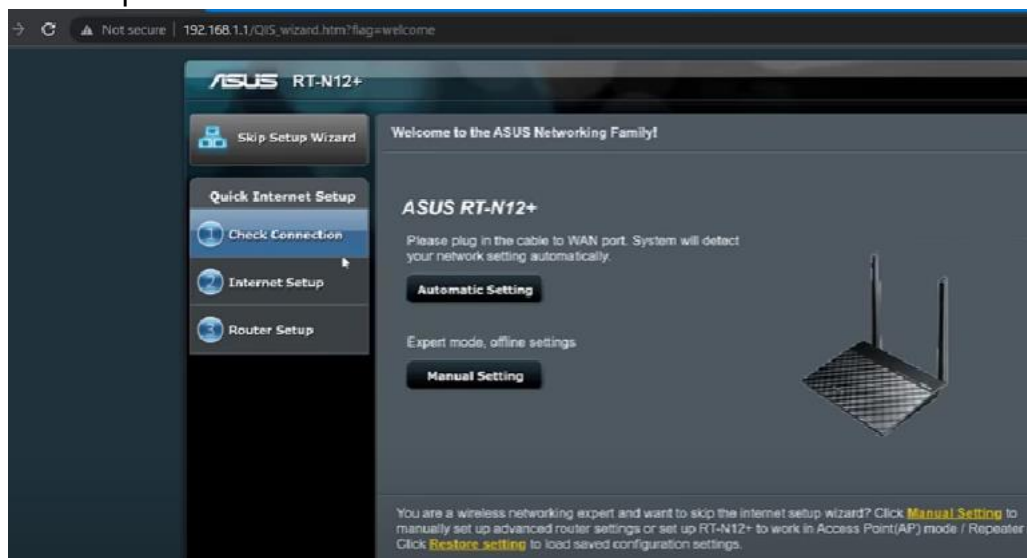 Not secure | 192.168.1.1/QIS_wizard.htm?flag=welcome
ASUS RT-N12+
Skip Setup Wizard
Welcome to the ASUS Networking Family!
Quick Internet Setup
1 Check Connection
2 Internet Setup
3 Router Setup
ASUS RT-N12+
Please plug in the cable to WAN port. System will detect
your network setting automatically.
Automatic Setting
Expert mode, offline settings
Manual Setting
You are a wireless networking expert and want to skip the internet setup wizard? Click Manual Setting to
manually set up advanced router settings or set up RT-N12+ to work in Access Point(AP) mode / Repeater
Click Restore setting to load saved configuration settings.